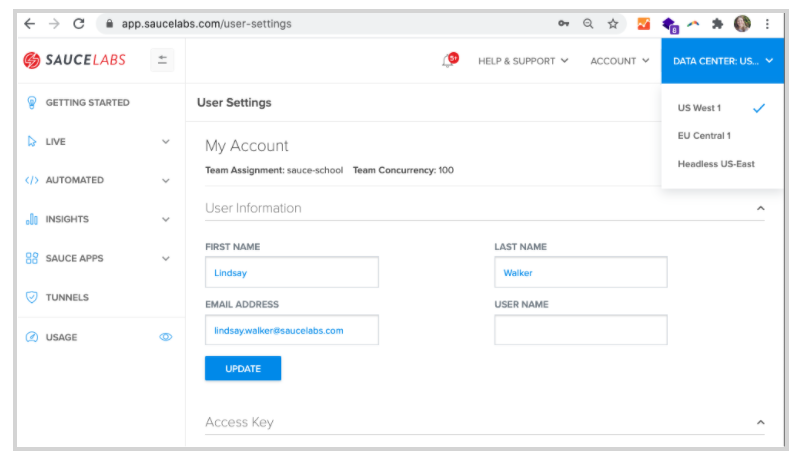 app.saucelabs.com/user-settings
6
SAUCELABS
9+
HELP & SUPPORT
ACCOUNT
DATA CENTER: US...
US West 1
EU Central 1
Headless US-East
GETTING STARTED
LIVE
</> AUTOMATED
INSIGHTS
SAUCE APPS
TUNNELS
USAGE
User Settings
My Account
Team Assignment: sauce-school Team Concurrency: 100
User Information
FIRST NAME
LAST NAME
Lindsay
Walker
EMAIL ADDRESS
USER NAME
lindsay.walker@saucelabs.com
UPDATE
Access Key